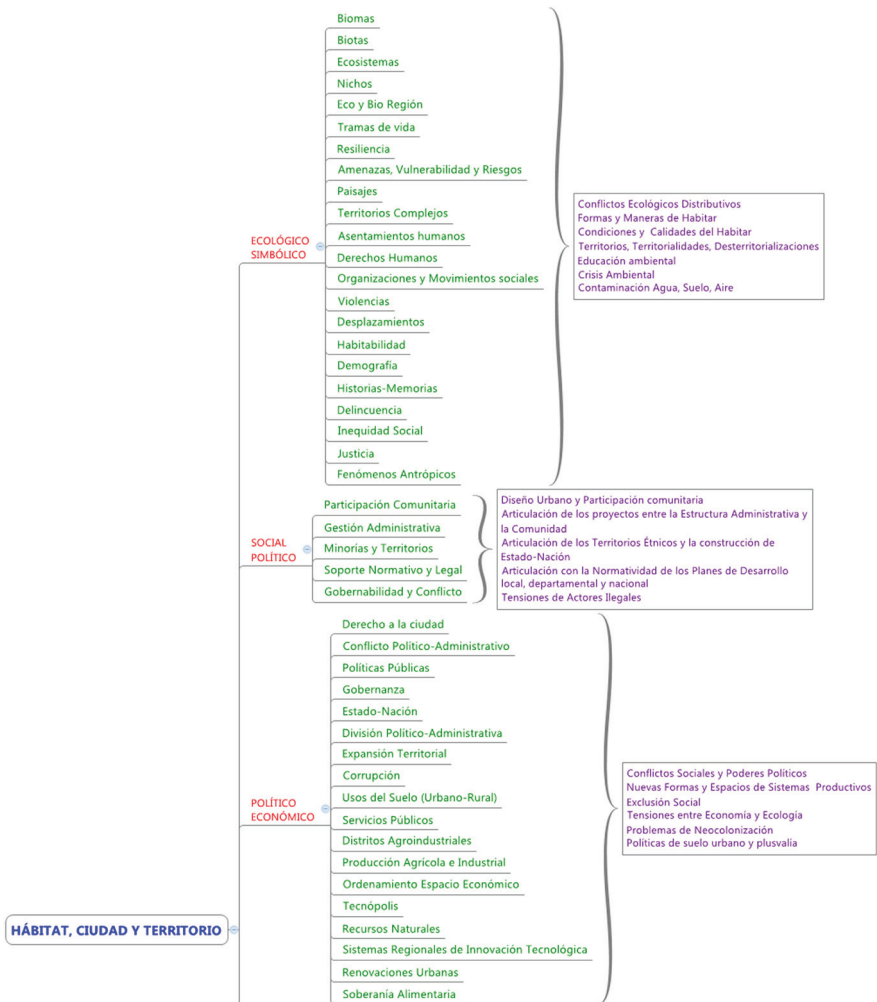 Biomas
Biotas
Ecosistemas
Nichos
Eco y Bio Región
Tramas de vida
Resiliencia
Amenazas, Vulnerabilidad y Riesgos
Paisajes
Territorios Complejos
Asentamientos humanos
Derechos Humanos
Organizaciones y Movimientos sociales
Violencias
Desplazamientos
Habitabilidad
Demografía
Historias-Memorias
Delincuencia
Inequidad Social
Justicia
Fenómenos Antrópicos
ECOLÓGICO
SIMBÓLICO
Conflictos Ecológicos Distributivos
Formas y Maneras de Habitar
Condiciones y Calidades del Habitar
Territorios, Territorialidades, Desterritorializaciones
Educación ambiental
Crisis Ambiental
Contaminación Agua, Suelo, Aire
Participación Comunitaria
Gestión Administrativa
Minorías y Territorios
Soporte Normativo y Legal
Gobernabilidad y Conflicto
SOCIAL
POLÍTICO
Diseño Urbano y Participación comunitaria
Articulación de los proyectos entre la Estructura Administrativa y
la Comunidad
Articulación de los Territorios Étnicos y la construcción de
Estado-Nación
Articulación con la Normatividad de los Planes de Desarrollo
local, departamental y nacional
Tensiones de Actores Ilegales
Derecho a la ciudad
Conflicto Político-Administrativo
Políticas Públicas
Gobernanza
Estado-Nación
División Político-Administrativa
Expansión Territorial
Corrupción
Usos del Suelo (Urbano-Rural)
Servicios Públicos
Distritos Agroindustriales
Producción Agrícola e Industrial
Ordenamiento Espacio Económico
Tecnópolis
Recursos Naturales
Sistemas Regionales de Innovación Tecnológica
Renovaciones Urbanas
Soberanía Alimentaria
POLÍTICO
ECONÓMICO
Conflictos Sociales y Poderes Políticos
Nuevas Formas y Espacios de Sistemas Productivos
Exclusión Social
Tensiones entre Economía y Ecología
Problemas de Neocolonización
Políticas de suelo urbano y plusvalía
HÁBITAT, CIUDAD Y TERRITORIO